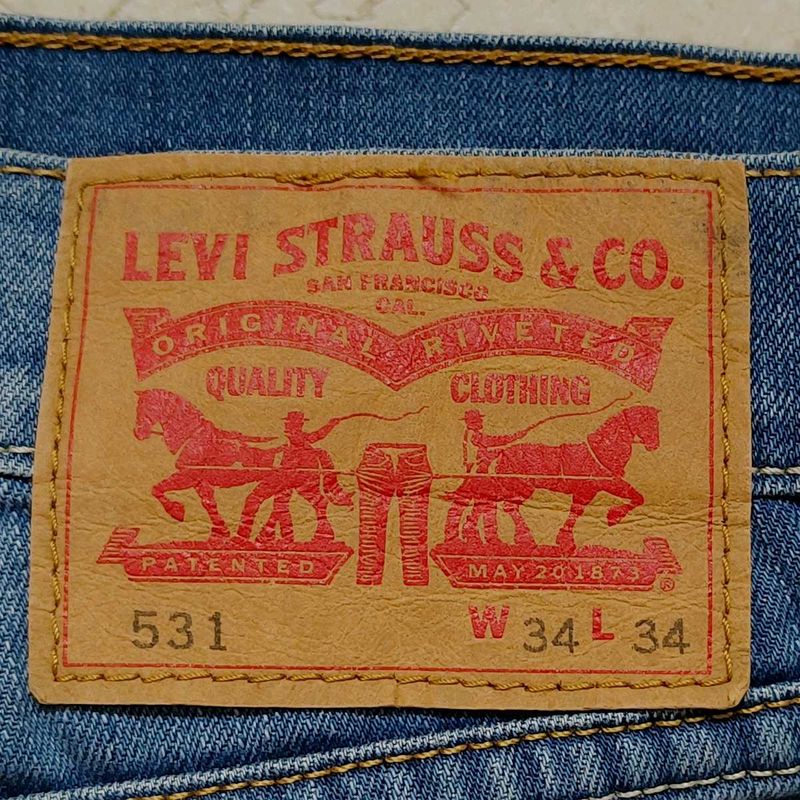 LEVI STRAUSS & CO.
SAN FRANCISCO
CAL.
ORIGINAL RIVETED
QUALITY CLOTHING
PATENTED MAY 20 1873 ®
531 W 34 L 34